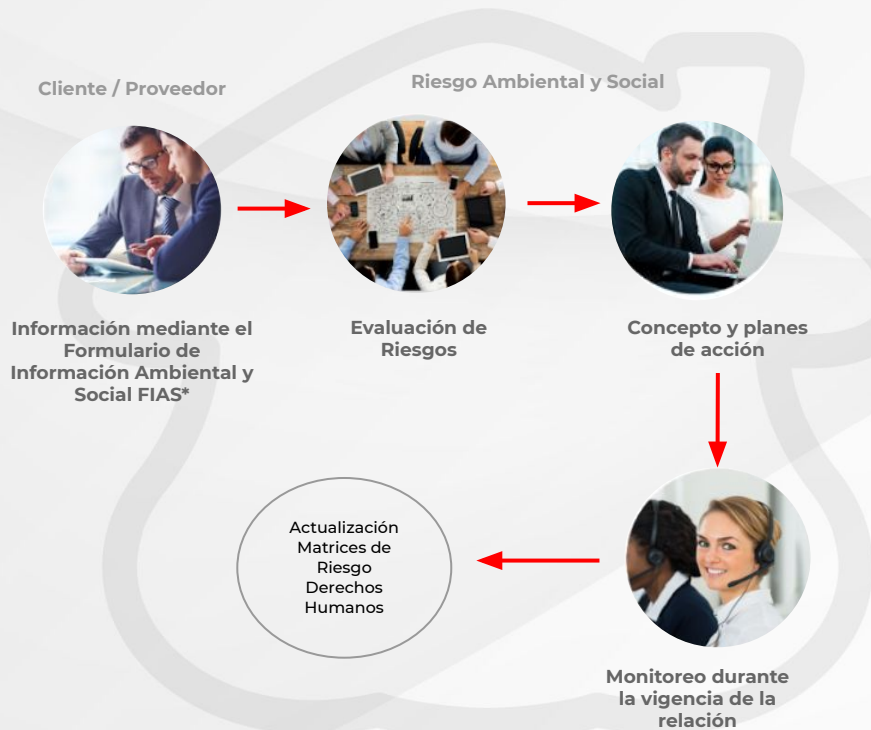 Cliente / Proveedor
Riesgo Ambiental y Social
Información mediante el
Formulario de
Información Ambiental y
Social FIAS*
Evaluación de
Riesgos
Concepto y planes
de acción
Actualización
Matrices de
Riesgo
Derechos
Humanos
Monitoreo durante
la vigencia de la
relación